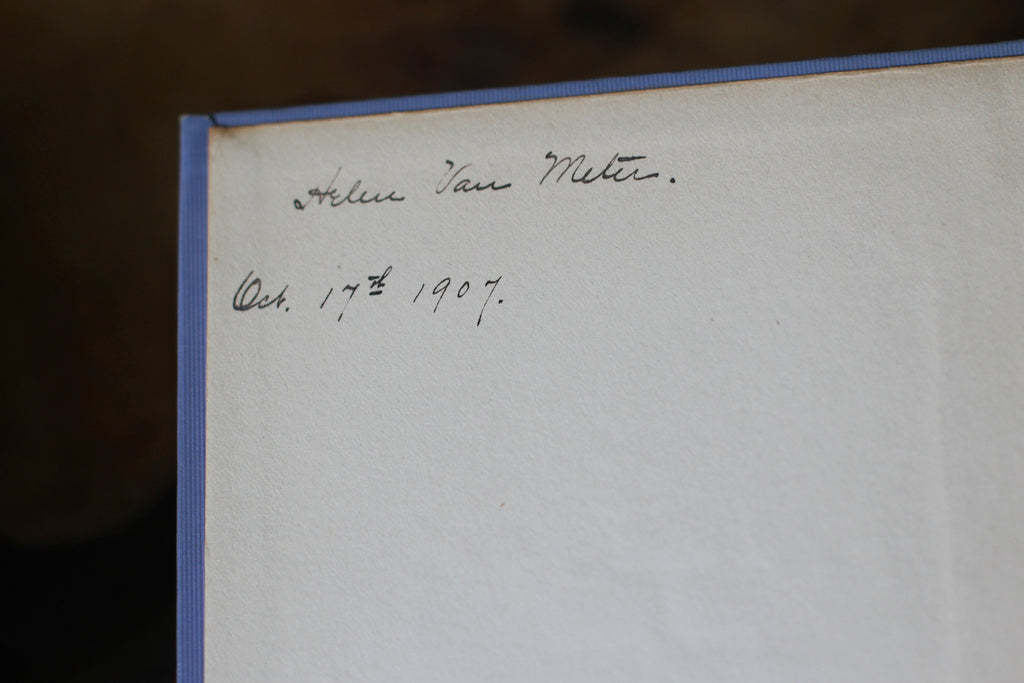 Helen Van Meter.
Oct. 17th 1907.